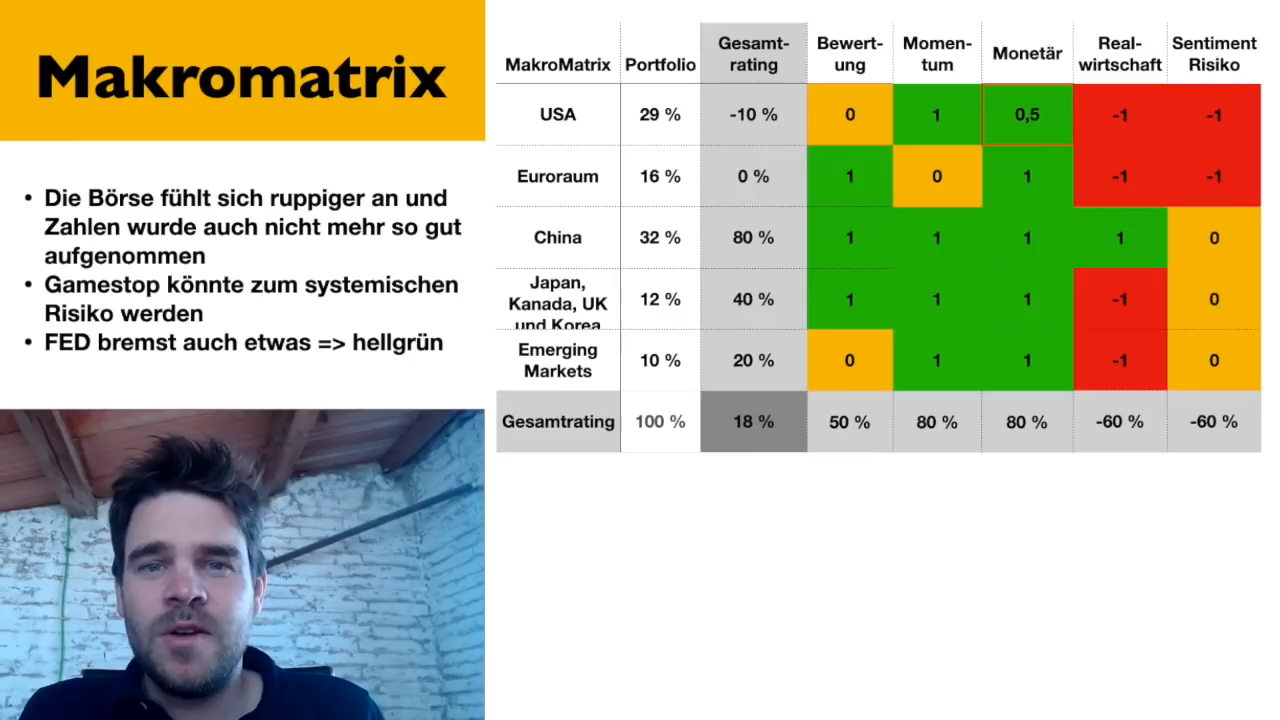 Makromatrix
• Die Börse fühlt sich ruppiger an und
Zahlen wurde auch nicht mehr so gut
aufgenommen
• Gamestop könnte zum systemischen
Risiko werden
• FED bremst auch etwas => hellgrün
MakroMatrix Portfolio Gesamt-rating Bewert-ung Momen-tum Monetär Real-wirtschaft Sentiment Risiko
USA 29 % -10 % 0 1 0,5 -1 -1
Euroraum 16 % 0 % 1 0 1 -1 -1
China 32 % 80 % 1 1 1 1 0
Japan, Kanada, UK und Korea 12 % 40 % 1 1 1 -1 0
Emerging Markets 10 % 20 % 0 1 1 -1 0
Gesamtrating 100 % 18 % 50 % 80 % 80 % -60 % -60 %